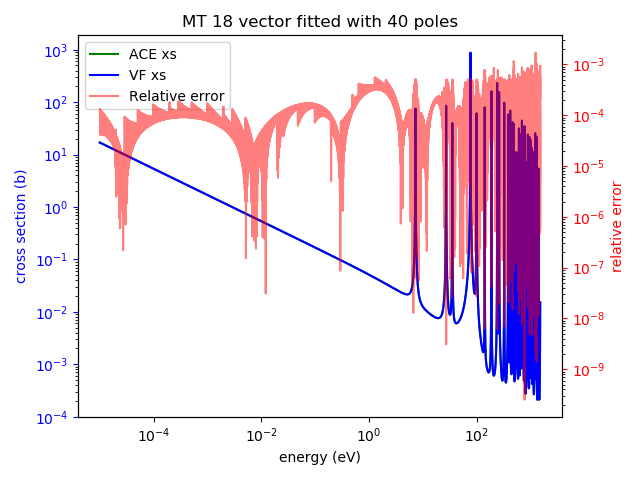 MT 18 vector fitted with 40 poles
ACE xs
VF xs
Relative error
cross section (b)
10^3
10^2
10^1
10^0
10^-1
10^-2
10^-3
10^-4
10^-4
10^-2
10^0
10^2
energy (eV)
10^-3
10^-4
10^-5
10^-6
10^-7
10^-8
10^-9
relative error